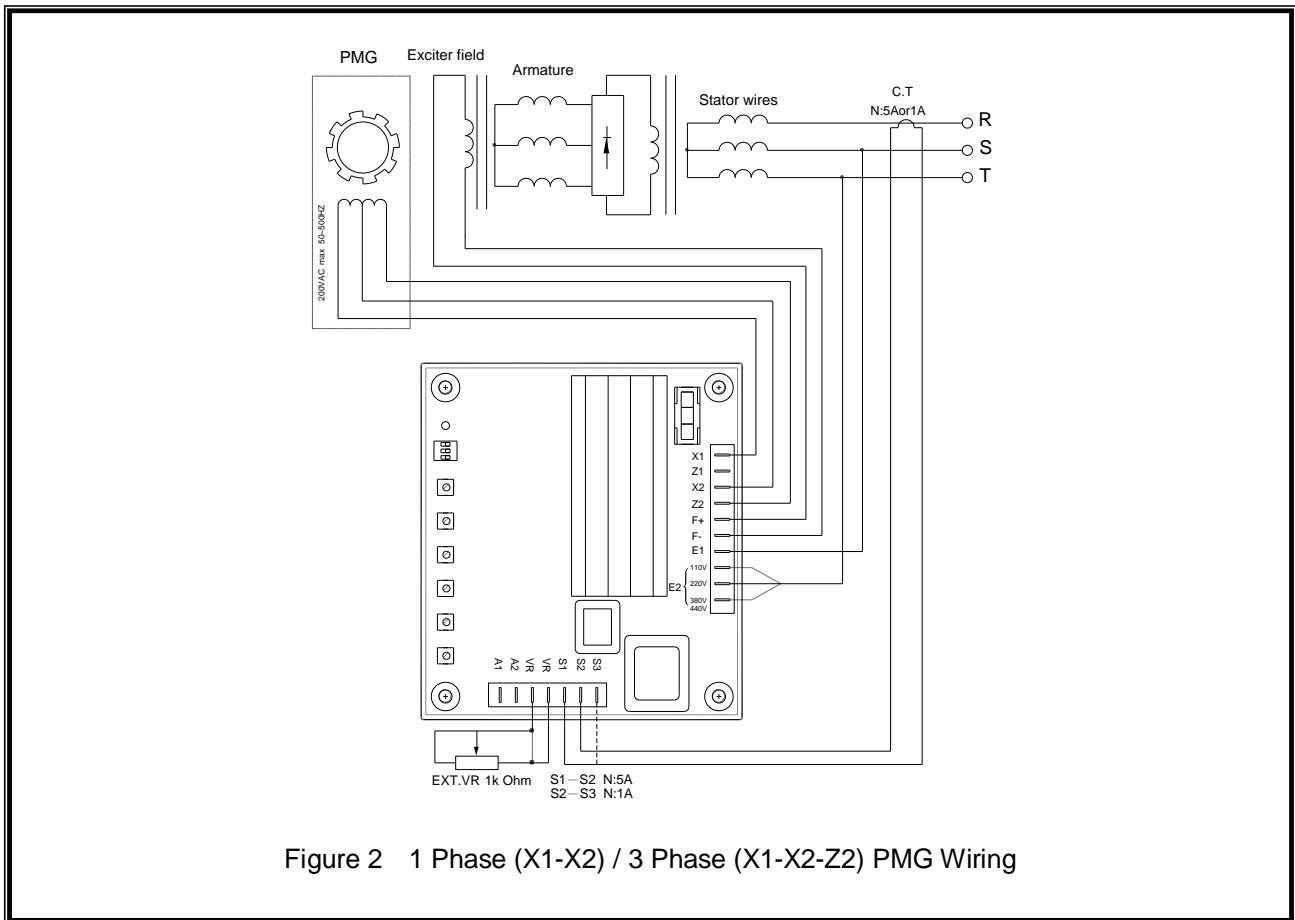 PMG
Exciter field
Armature
Stator wires
C.T
N:5Aor1A
R
S
T
200VAC max 50~500HZ
X1
Z1
X2
Z2
F+
F-
E1
E2
110V
220V
380V
440V
A1
A2
VR
VR
S1
S2
S3
EXT.VR 1k Ohm
S1—S2 N:5A
S2—S3 N:1A
Figure 2 1 Phase (X1-X2) / 3 Phase (X1-X2-Z2) PMG Wiring